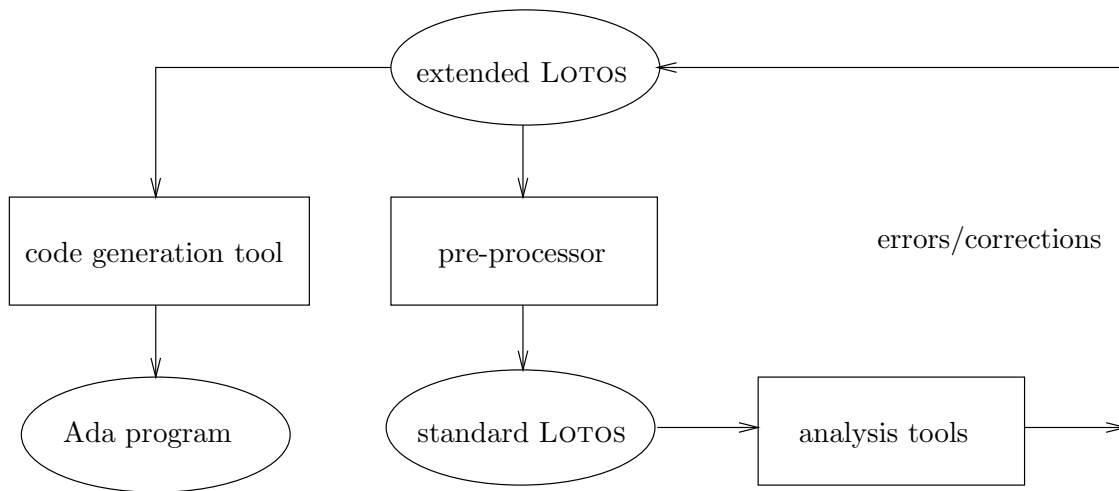 extended LOTOS
code generation tool
pre-processor
errors/corrections
Ada program
standard LOTOS
analysis tools